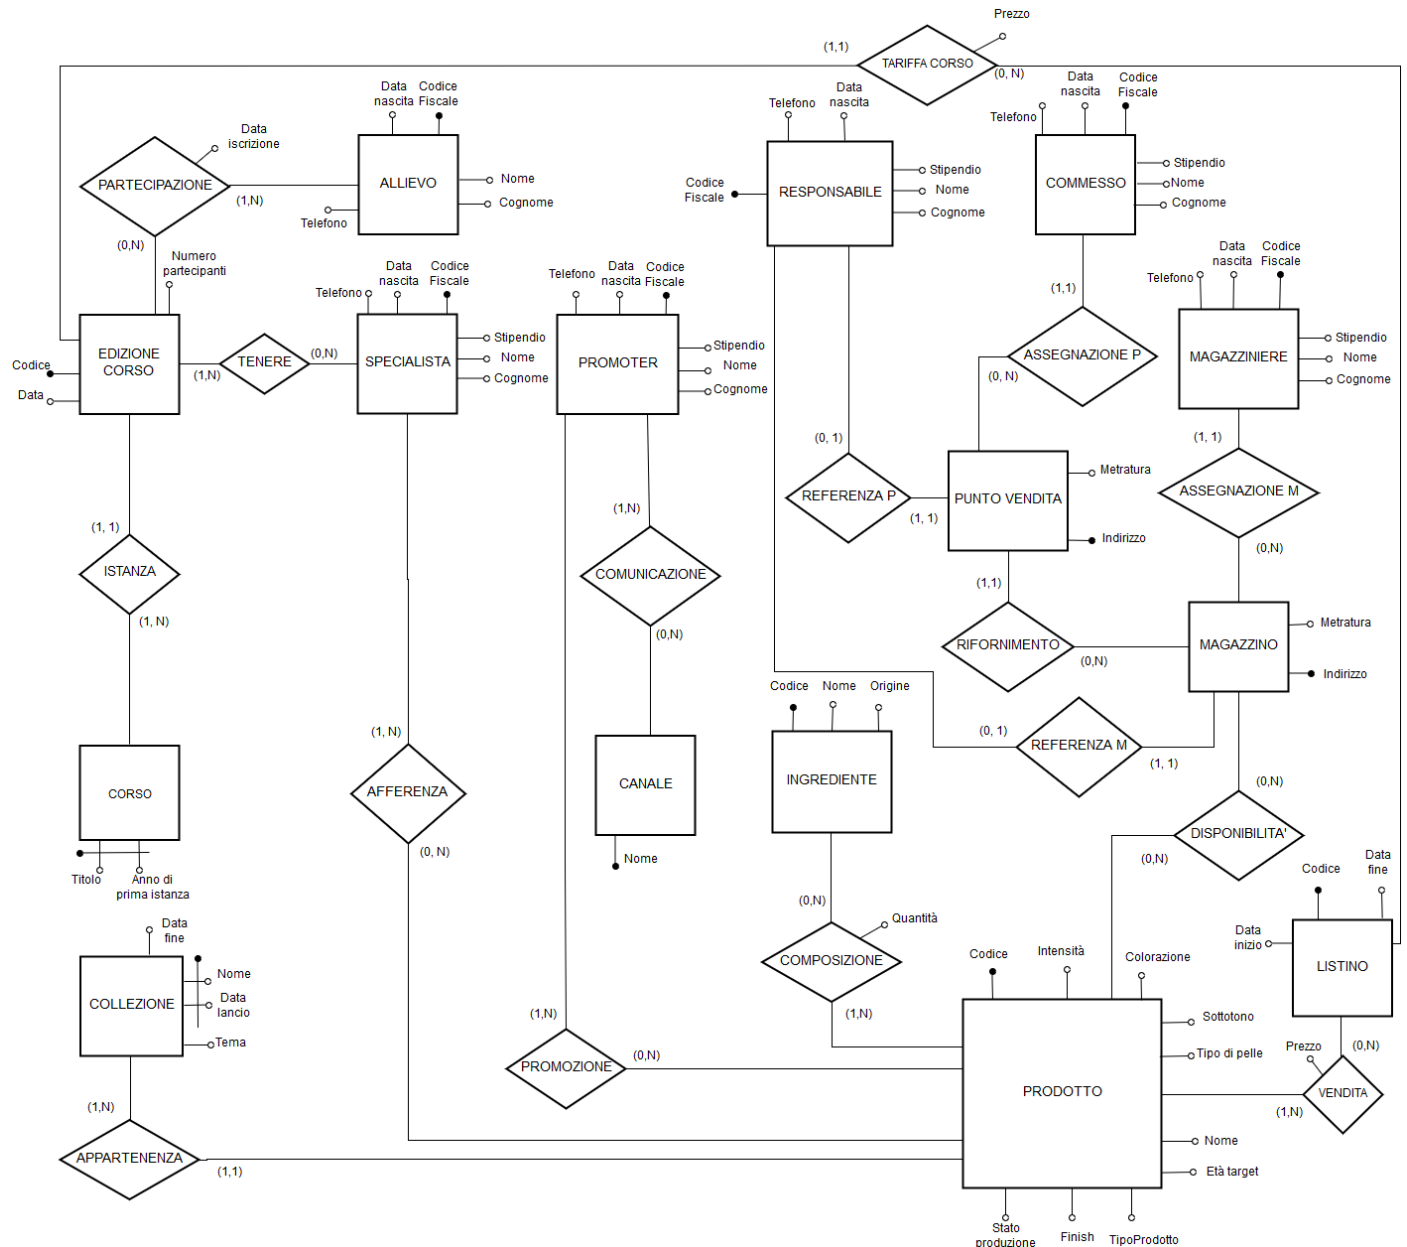 Prezzo
(1,1)
TARIFFA CORSO
(0, N)
Data
nascita
Codice
Fiscale
Data
iscrizione
PARTECIPAZIONE
(1,N)
ALLIEVO
Nome
Cognome
Telefono
(0,N)
Numero
partecipanti
Telefono
Data
nascita
Codice
Fiscale
RESPONSABILE
Stipendio
Nome
Cognome
Telefono
Data
nascita
Codice
Fiscale
COMMESSO
Stipendio
Nome
Cognome
(1,1)
ASSEGNAZIONE P
(0, N)
Telefono
Data
nascita
Codice
Fiscale
MAGAZZINIERE
Stipendio
Nome
Cognome
EDIZIONE
CORSO
Codice
Data
TENERE
(1,N)
(0,N)
Telefono
Data
nascita
Codice
Fiscale
SPECIALISTA
Stipendio
Nome
Cognome
Telefono
Data
nascita
Codice
Fiscale
PROMOTER
Stipendio
Nome
Cognome
(0, 1)
REFERENZA P
(1, 1)
PUNTO VENDITA
Metratura
Indirizzo
(1, 1)
ASSEGNAZIONE M
(0,N)
(1, 1)
ISTANZA
(1, N)
(1,N)
COMUNICAZIONE
(0,N)
(1,1)
RIFORNIMENTO
(0,N)
MAGAZZINO
Metratura
Indirizzo
(0, 1)
REFERENZA M
(1, 1)
CORSO
Titolo
Anno di
prima istanza
(1, N)
AFFERENZA
(0, N)
CANALE
Nome
Codice
Nome
Origine
INGREDIENTE
(0,N)
DISPONIBILITA'
(0,N)
(0,N)
COMPOSIZIONE
Quantità
(1,N)
Codice
Data
fine
Data
inizio
LISTINO
(0,N)
Prezzo
VENDITA
(1,N)
Data
fine
COLLEZIONE
Nome
Data
lancio
Tema
(1,N)
APPARTENENZA
(1,1)
(1,N)
PROMOZIONE
(0,N)
Codice
Intensità
Colorazione
Sottotono
Tipo di pelle
PRODOTTO
Nome
Età target
Stato
produzione
Finish
TipoProdotto